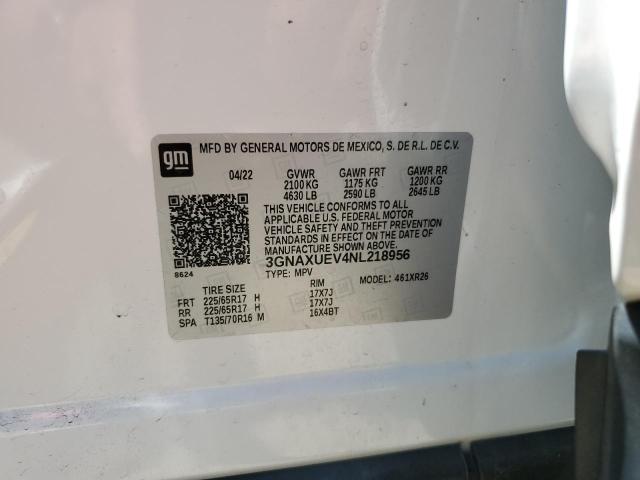 gm
MFD BY GENERAL MOTORS DE MEXICO, S. DE R.L. DE C.V.
04/22 GVWR GAWR FRT GAWR RR
2100 KG 1175 KG 1200 KG
4630 LB 2590 LB 2645 LB
THIS VEHICLE CONFORMS TO ALL
APPLICABLE U.S. FEDERAL MOTOR
VEHICLE SAFETY AND THEFT PREVENTION
STANDARDS IN EFFECT ON THE DATE OF
MANUFACTURE SHOWN ABOVE.
3GNAXUEV4NL218956
8624
TYPE: MPV MODEL: 461XR26
TIRE SIZE RIM
FRT 225/65R17 H 17X7J
RR 225/65R17 H 17X7J
SPA T135/70R16 M 16X4BT